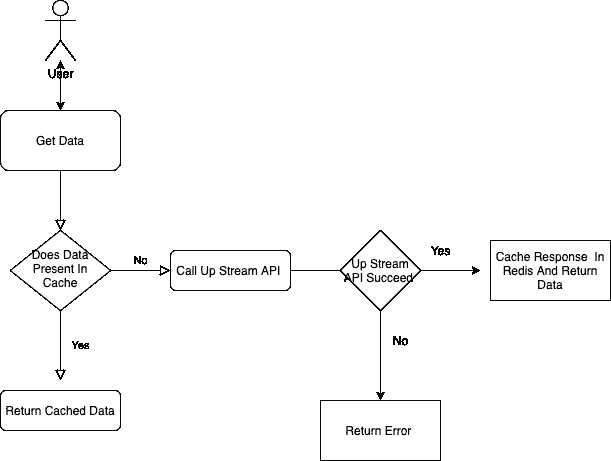 User
Get Data
Does Data
Present In
Cache
No
Call Up Stream API
Up Stream
API Succeed
Yes
Cache Response In
Redis And Return
Data
Yes
No
Return Cached Data
Return Error